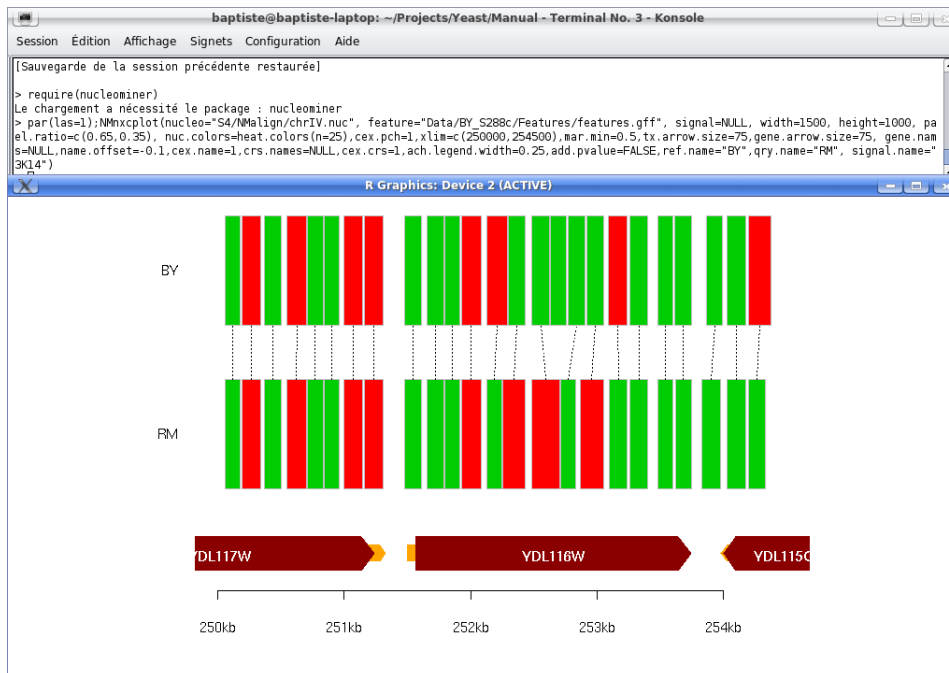 baptiste@baptiste-laptop: ~/Projects/Yeast/Manual - Terminal No. 3 - Konsole
Session Édition Affichage Signets Configuration Aide
[Sauvegarde de la session précédente restaurée]
> require(nucleominer)
Le chargement a nécessité le package : nucleominer
> par(las=1);NMnxcplot(nucleo="S4/NMalign/chrIV.nuc", feature="Data/BY_S288c/Features/features.gff", signal=NULL, width=1500, height=1000, pa
el.ratio=c(0.65,0.35), nuc.colors=heat.colors(n=25),cex.pch=1,xlim=c(250000,254500),mar.min=0.5,tx.arrow.size=75,gene.arrow.size=75, gene.nam
s=NULL,name.offset=-0.1,cex.name=1,crs.names=NULL,cex.crs=1,ach.legend.width=0.25,add.pvalue=FALSE,ref.name="BY",qry.name="RM", signal.name="
3K14")
R Graphics: Device 2 (ACTIVE)
BY
RM
YDL117W YDL116W YDL115C
250kb 251kb 252kb 253kb 254kb